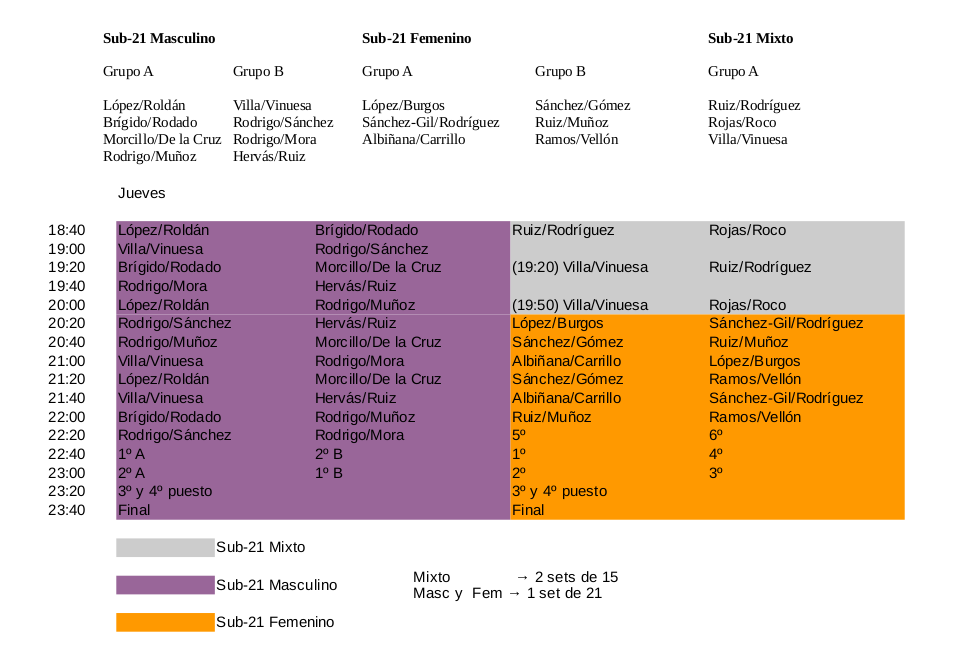 Sub-21 Masculino Sub-21 Femenino Sub-21 Mixto
Grupo A Grupo B Grupo A Grupo B Grupo A
López/Roldán Villa/Vinuesa López/Burgos Sánchez/Gómez Ruiz/Rodríguez
Brígido/Rodado Rodrigo/Sánchez Sánchez-Gil/Rodríguez Ruiz/Muñoz Rojas/Roco
Morcillo/De la Cruz Rodrigo/Mora Albiñana/Carrillo Ramos/Vellón Villa/Vinuesa
Rodrigo/Muñoz Hervás/Ruiz
Jueves
18:40 López/Roldán Brígido/Rodado Ruiz/Rodríguez Rojas/Roco
19:00 Villa/Vinuesa Rodrigo/Sánchez
19:20 Brígido/Rodado Morcillo/De la Cruz (19:20) Villa/Vinuesa Ruiz/Rodríguez
19:40 Rodrigo/Mora Hervás/Ruiz
20:00 López/Roldán Rodrigo/Muñoz (19:50) Villa/Vinuesa Rojas/Roco
20:20 Rodrigo/Sánchez Hervás/Ruiz López/Burgos Sánchez-Gil/Rodríguez
20:40 Rodrigo/Muñoz Morcillo/De la Cruz Sánchez/Gómez Ruiz/Muñoz
21:00 Villa/Vinuesa Rodrigo/Mora Albiñana/Carrillo López/Burgos
21:20 López/Roldán Morcillo/De la Cruz Sánchez/Gómez Ramos/Vellón
21:40 Villa/Vinuesa Hervás/Ruiz Albiñana/Carrillo Sánchez-Gil/Rodríguez
22:00 Brígido/Rodado Rodrigo/Muñoz Ruiz/Muñoz Ramos/Vellón
22:20 Rodrigo/Sánchez Rodrigo/Mora 5º 6º
22:40 1º A 2º B 1º 4º
23:00 2º A 1º B 2º 3º
23:20 3º y 4º puesto 3º y 4º puesto
23:40 Final Final
Sub-21 Mixto
Mixto → 2 sets de 15
Sub-21 Masculino
Masc y Fem → 1 set de 21
Sub-21 Femenino